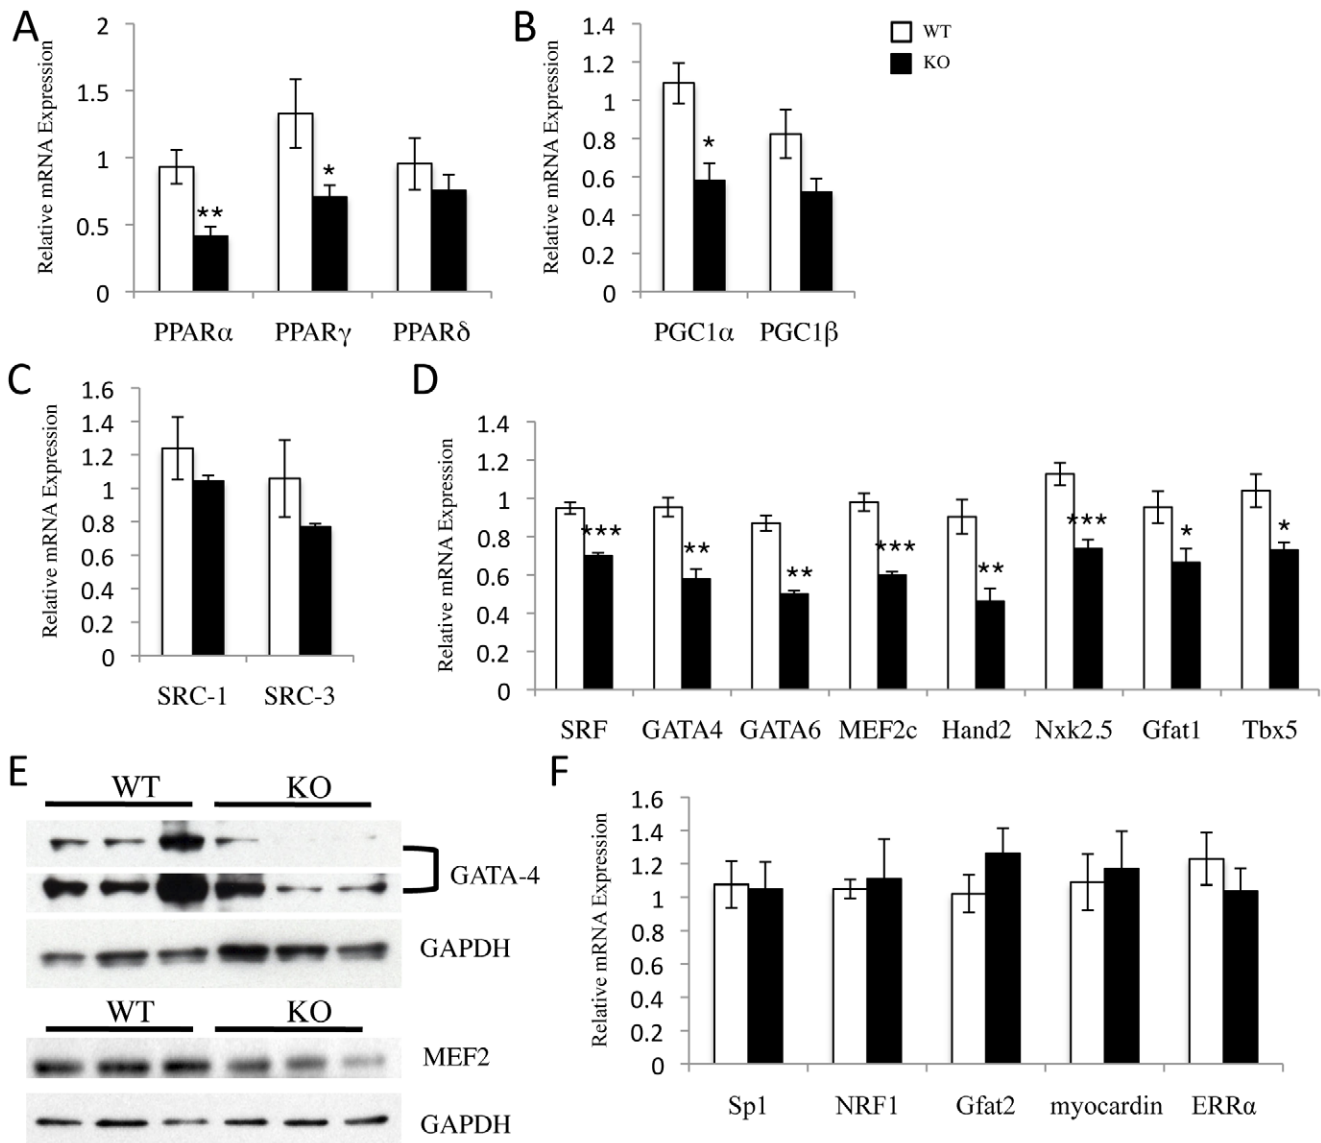 A
Relative mRNA Expression
2
1.5
1
0.5
0
**
*
PPARα PPARγ PPARδ
B
Relative mRNA Expression
1.4
1.2
1
0.8
0.6
0.4
0.2
0
*
PGC1α PGC1β
WT
KO
C
Relative mRNA Expression
1.6
1.4
1.2
1
0.8
0.6
0.4
0.2
0
SRC-1 SRC-3
D
Relative mRNA Expression
1.4
1.2
1
0.8
0.6
0.4
0.2
0
*** ** ** *** ** *** * *
SRF GATA4 GATA6 MEF2c Hand2 Nxk2.5 Gfat1 Tbx5
E
WT KO
GATA-4
GAPDH
WT KO
MEF2
GAPDH
F
Relative mRNA Expression
1.6
1.4
1.2
1
0.8
0.6
0.4
0.2
0
Sp1 NRF1 Gfat2 myocardin ERRα